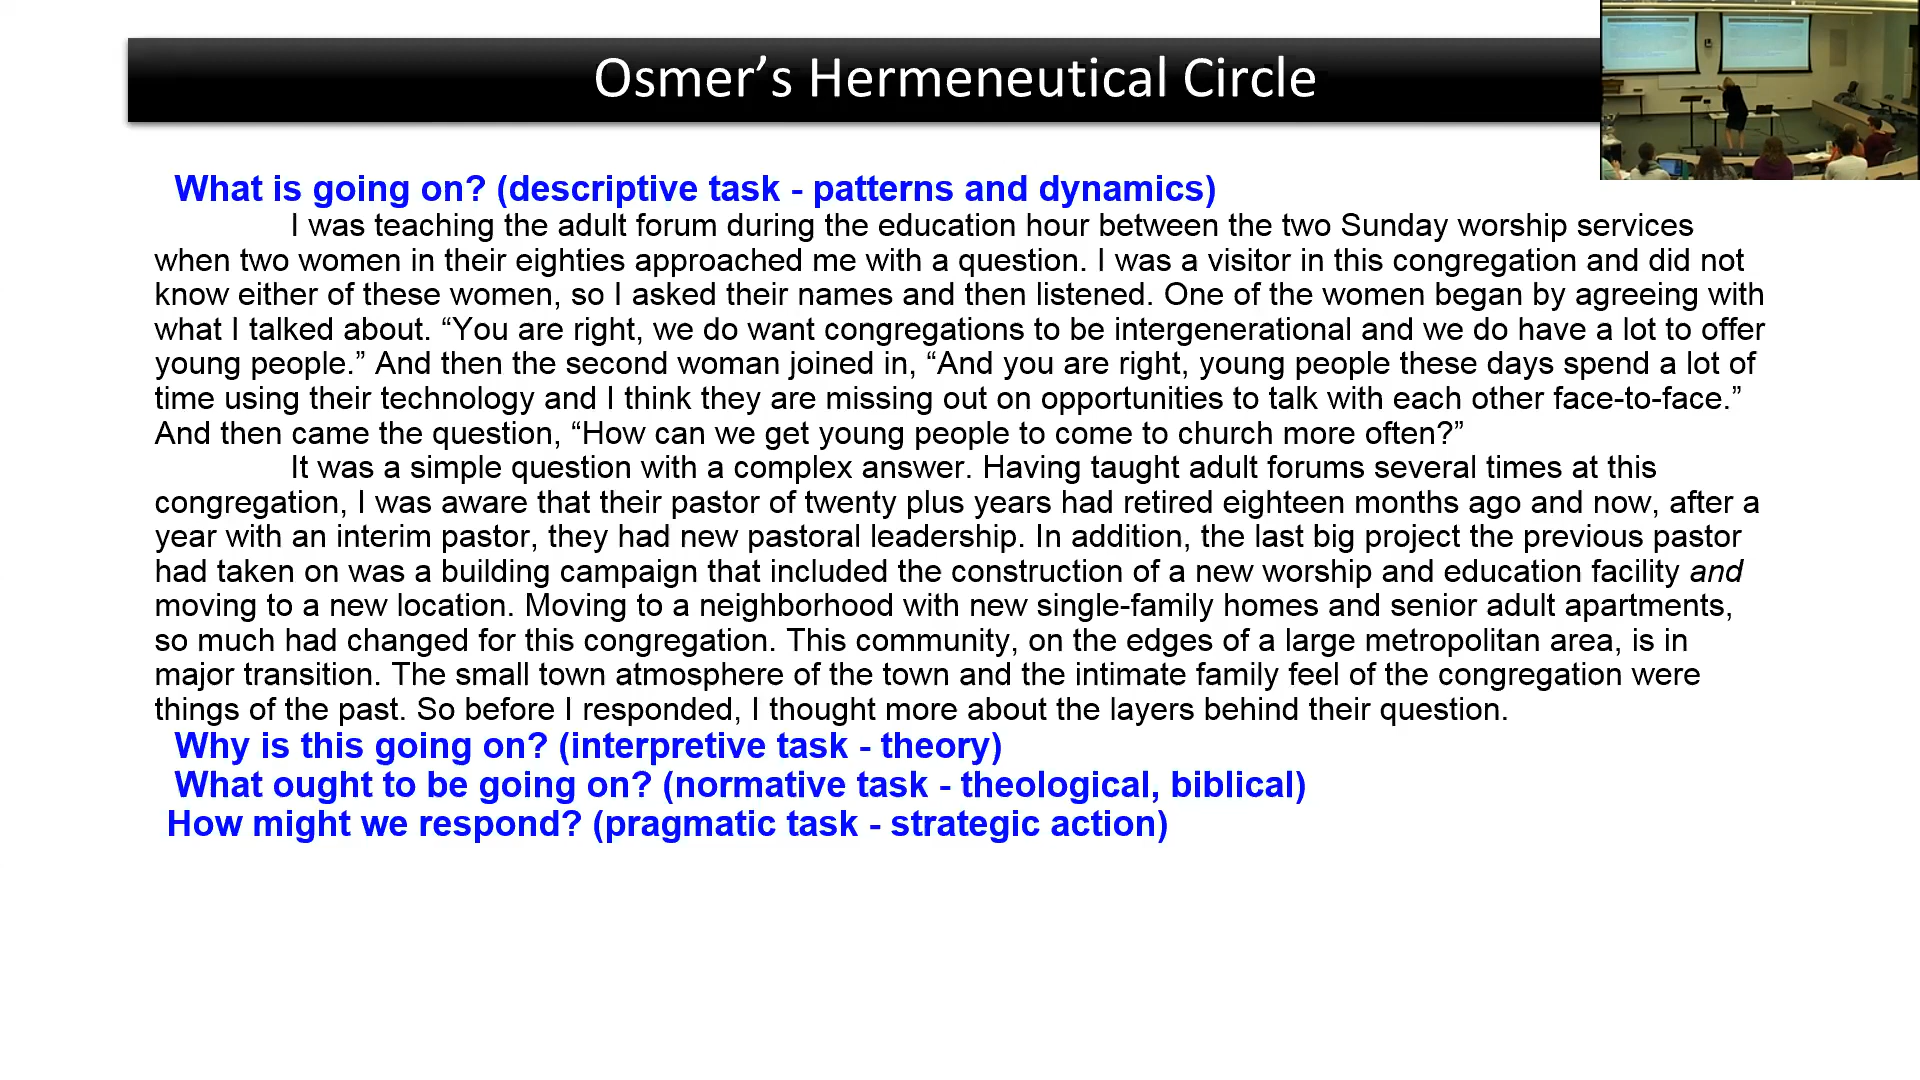 Osmer’s Hermeneutical Circle
What is going on? (descriptive task - patterns and dynamics)
I was teaching the adult forum during the education hour between the two Sunday worship services
when two women in their eighties approached me with a question. I was a visitor in this congregation and did not
know either of these women, so I asked their names and then listened. One of the women began by agreeing with
what I talked about. “You are right, we do want congregations to be intergenerational and we do have a lot to offer
young people.” And then the second woman joined in, “And you are right, young people these days spend a lot of
time using their technology and I think they are missing out on opportunities to talk with each other face-to-face.”
And then came the question, “How can we get young people to come to church more often?”
It was a simple question with a complex answer. Having taught adult forums several times at this
congregation, I was aware that their pastor of twenty plus years had retired eighteen months ago and now, after a
year with an interim pastor, they had new pastoral leadership. In addition, the last big project the previous pastor
had taken on was a building campaign that included the construction of a new worship and education facility and
moving to a new location. Moving to a neighborhood with new single-family homes and senior adult apartments,
so much had changed for this congregation. This community, on the edges of a large metropolitan area, is in
major transition. The small town atmosphere of the town and the intimate family feel of the congregation were
things of the past. So before I responded, I thought more about the layers behind their question.
Why is this going on? (interpretive task - theory)
What ought to be going on? (normative task - theological, biblical)
How might we respond? (pragmatic task - strategic action)